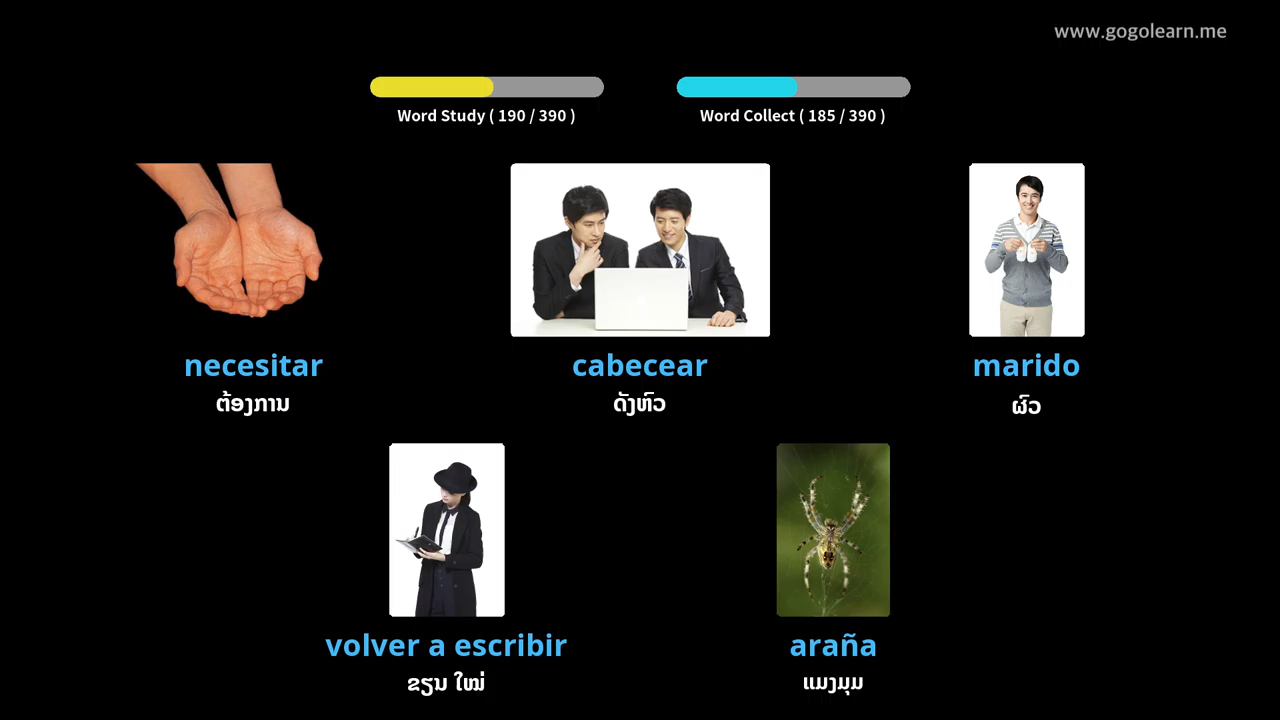 www.gogolearn.me
Word Study ( 190 / 390 )
Word Collect ( 185 / 390 )
necesitar
ຕ້ອງການ
cabecear
ດັງຫົວ
marido
ຜົວ
volver a escribir
ຂຽນ ໃໝ່
araña
ແມງມຸມ